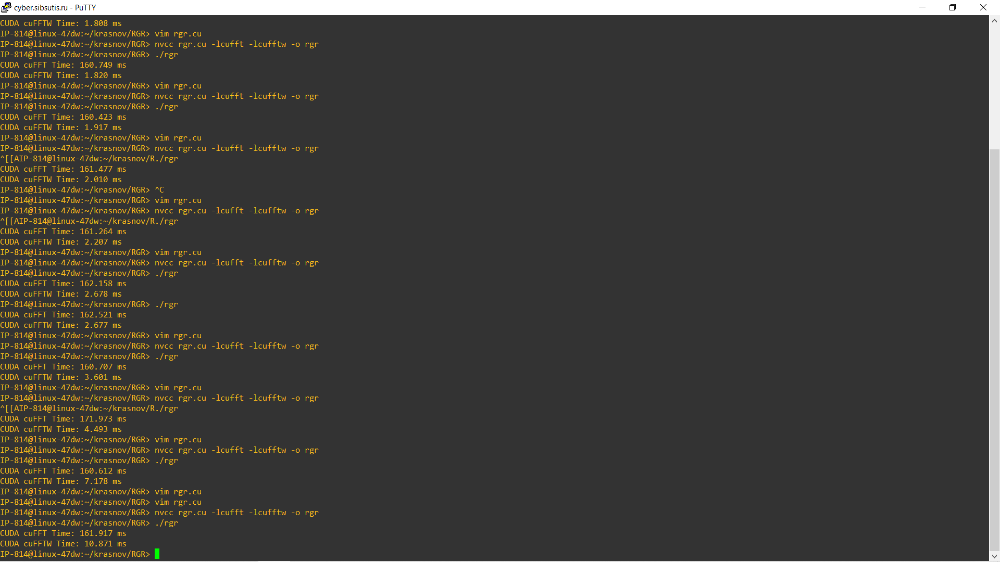 cyber.sibsutis.ru - PuTTY
CUDA cuFFTW Time: 1.808 ms
IP-814@linux-47dw:~/krasnov/RGR> vim rgr.cu
IP-814@linux-47dw:~/krasnov/RGR> nvcc rgr.cu -lcufft -lcufftw -o rgr
IP-814@linux-47dw:~/krasnov/RGR> ./rgr
CUDA cuFFT Time: 160.749 ms
CUDA cuFFTW Time: 1.820 ms
IP-814@linux-47dw:~/krasnov/RGR> vim rgr.cu
IP-814@linux-47dw:~/krasnov/RGR> nvcc rgr.cu -lcufft -lcufftw -o rgr
IP-814@linux-47dw:~/krasnov/RGR> ./rgr
CUDA cuFFT Time: 160.423 ms
CUDA cuFFTW Time: 1.917 ms
IP-814@linux-47dw:~/krasnov/RGR> vim rgr.cu
IP-814@linux-47dw:~/krasnov/RGR> nvcc rgr.cu -lcufft -lcufftw -o rgr
^[[AIP-814@linux-47dw:~/krasnov/R./rgr
CUDA cuFFT Time: 161.477 ms
CUDA cuFFTW Time: 2.010 ms
IP-814@linux-47dw:~/krasnov/RGR> ^C
IP-814@linux-47dw:~/krasnov/RGR> vim rgr.cu
IP-814@linux-47dw:~/krasnov/RGR> nvcc rgr.cu -lcufft -lcufftw -o rgr
^[[AIP-814@linux-47dw:~/krasnov/R./rgr
CUDA cuFFT Time: 161.264 ms
CUDA cuFFTW Time: 2.207 ms
IP-814@linux-47dw:~/krasnov/RGR> vim rgr.cu
IP-814@linux-47dw:~/krasnov/RGR> nvcc rgr.cu -lcufft -lcufftw -o rgr
IP-814@linux-47dw:~/krasnov/RGR> ./rgr
CUDA cuFFT Time: 162.158 ms
CUDA cuFFTW Time: 2.678 ms
IP-814@linux-47dw:~/krasnov/RGR> ./rgr
CUDA cuFFT Time: 162.521 ms
CUDA cuFFTW Time: 2.677 ms
IP-814@linux-47dw:~/krasnov/RGR> vim rgr.cu
IP-814@linux-47dw:~/krasnov/RGR> nvcc rgr.cu -lcufft -lcufftw -o rgr
IP-814@linux-47dw:~/krasnov/RGR> ./rgr
CUDA cuFFT Time: 160.707 ms
CUDA cuFFTW Time: 3.601 ms
IP-814@linux-47dw:~/krasnov/RGR> vim rgr.cu
IP-814@linux-47dw:~/krasnov/RGR> nvcc rgr.cu -lcufft -lcufftw -o rgr
^[[AIP-814@linux-47dw:~/krasnov/R./rgr
CUDA cuFFT Time: 171.973 ms
CUDA cuFFTW Time: 4.493 ms
IP-814@linux-47dw:~/krasnov/RGR> vim rgr.cu
IP-814@linux-47dw:~/krasnov/RGR> nvcc rgr.cu -lcufft -lcufftw -o rgr
IP-814@linux-47dw:~/krasnov/RGR> ./rgr
CUDA cuFFT Time: 160.612 ms
CUDA cuFFTW Time: 7.178 ms
IP-814@linux-47dw:~/krasnov/RGR> vim rgr.cu
IP-814@linux-47dw:~/krasnov/RGR> vim rgr.cu
IP-814@linux-47dw:~/krasnov/RGR> nvcc rgr.cu -lcufft -lcufftw -o rgr
IP-814@linux-47dw:~/krasnov/RGR> ./rgr
CUDA cuFFT Time: 161.917 ms
CUDA cuFFTW Time: 10.871 ms
IP-814@linux-47dw:~/krasnov/RGR>